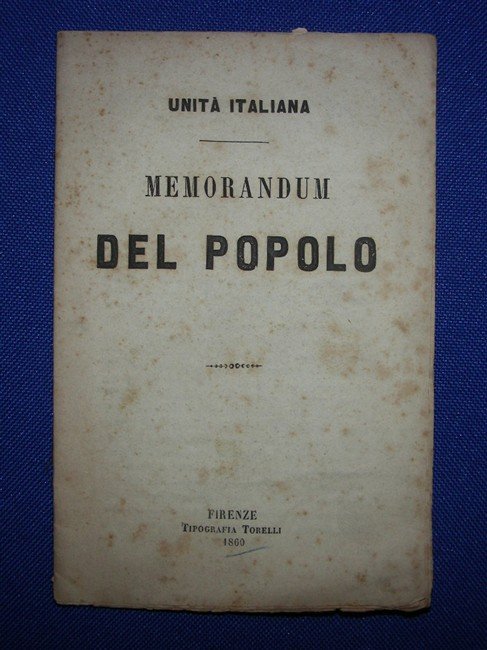 UNITÀ ITALIANA
MEMORANDUM
DEL POPOLO
FIRENZE
TIPOGRAFIA TORELLI
1860